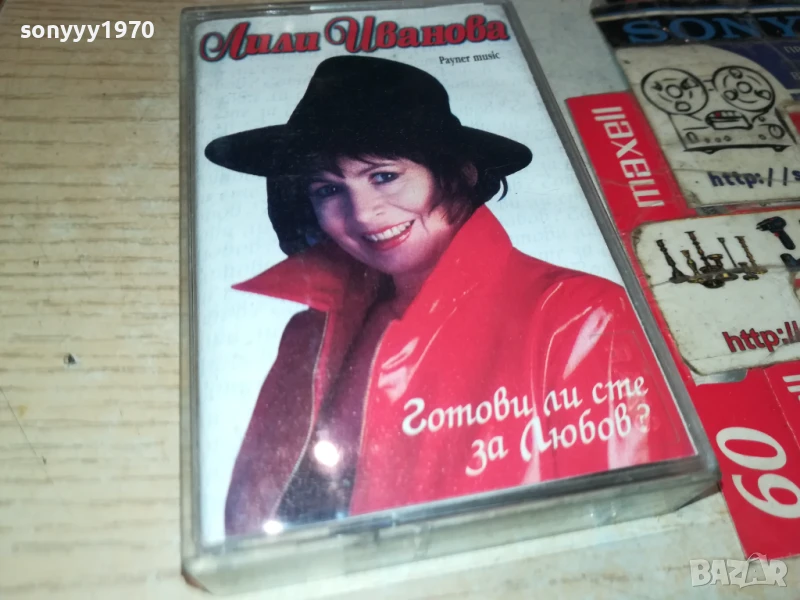 sonyyy1970
Лили Иванова
Payner music
Готови ли сте
за Любов?
SONY
maxell
http://s
http://
60
BAZAR